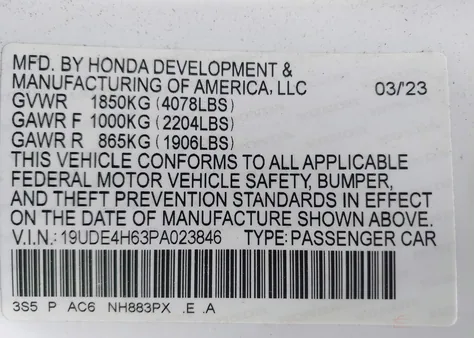 MFD. BY HONDA DEVELOPMENT &
MANUFACTURING OF AMERICA, LLC 03/'23
GVWR 1850KG (4078LBS)
GAWR F 1000KG (2204LBS)
GAWR R 865KG (1906LBS)
THIS VEHICLE CONFORMS TO ALL APPLICABLE
FEDERAL MOTOR VEHICLE SAFETY, BUMPER,
AND THEFT PREVENTION STANDARDS IN EFFECT
ON THE DATE OF MANUFACTURE SHOWN ABOVE.
V.I.N.: 19UDE4H63PA023846 TYPE: PASSENGER CAR
3S5 P AC6 NH883PX .E .A